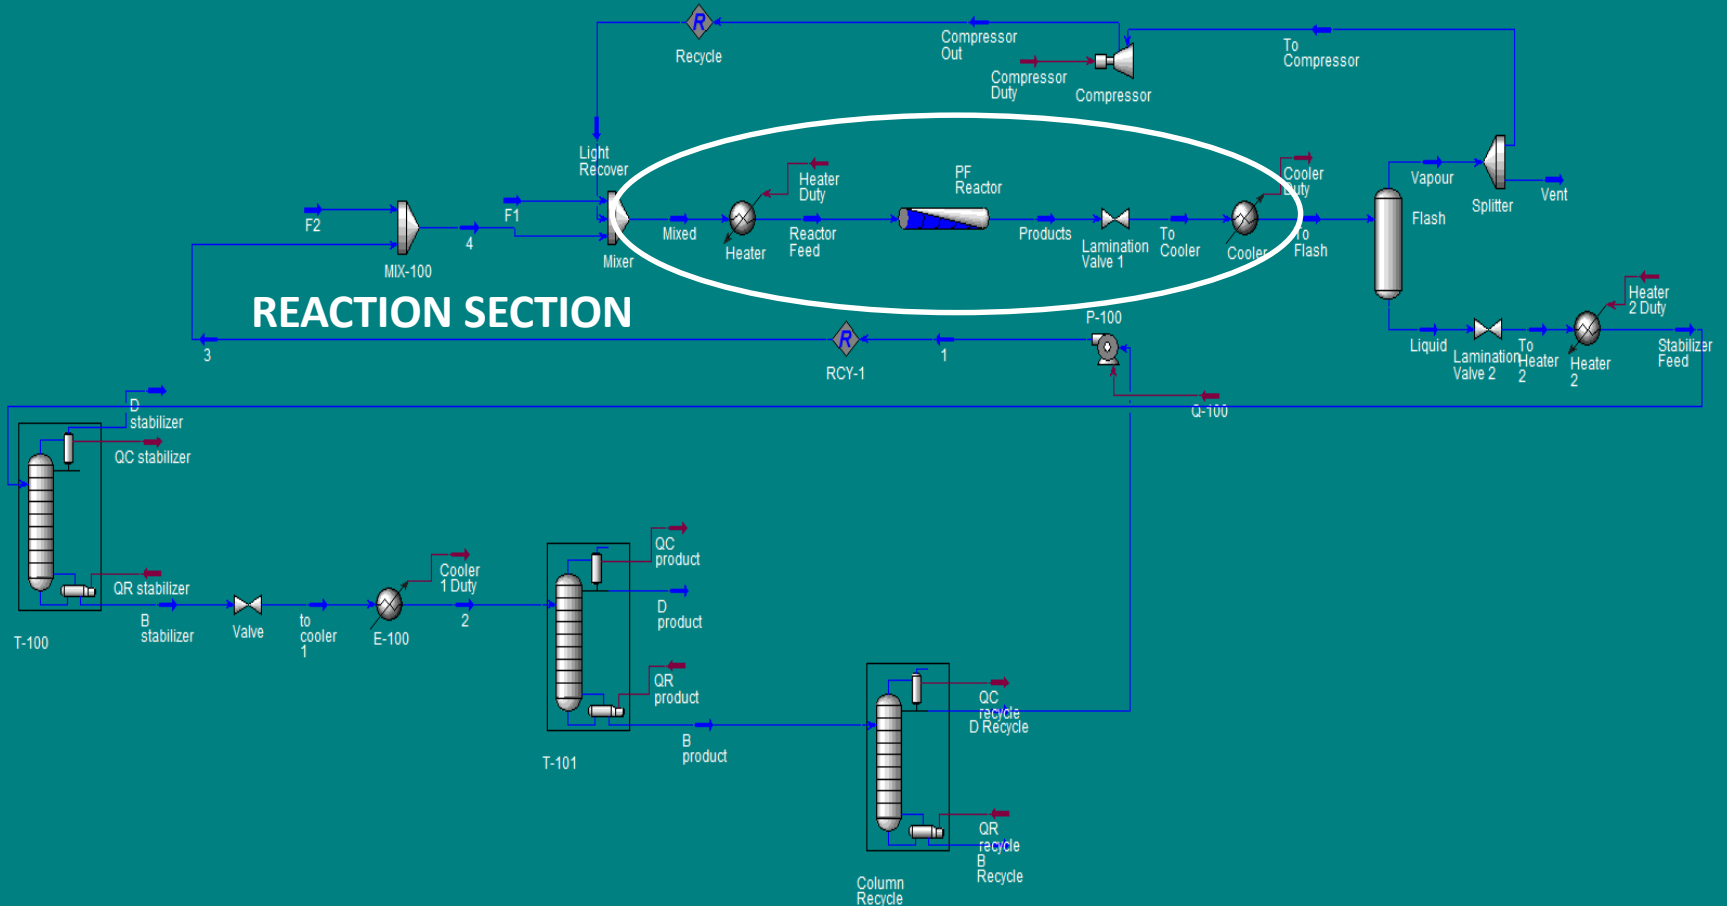 R
Recycle
Compressor
Out
To
Compressor
Compressor
Duty
Compressor
Light
Recover
Heater
Duty
PF
Reactor
Cooler
Duty
Vapour
Splitter
Vent
F2
F1
4
MIX-100
Mixer
Mixed
Heater
Reactor
Feed
Products
Lamination
Valve 1
To
Cooler
Cooler
To
Flash
Flash
REACTION SECTION
Heater
2 Duty
P-100
3
R
RCY-1
1
Liquid
Lamination
Valve 2
To
Heater
2
Heater
2
Stabilizer
Feed
Q-100
D
stabilizer
QC stabilizer
QR stabilizer
B
stabilizer
T-100
Valve
to
cooler
1
Cooler
1 Duty
E-100
2
QC
product
D
product
QR
product
B
product
T-101
QC
recycle
D Recycle
QR
recycle
B
Recycle
Column
Recycle